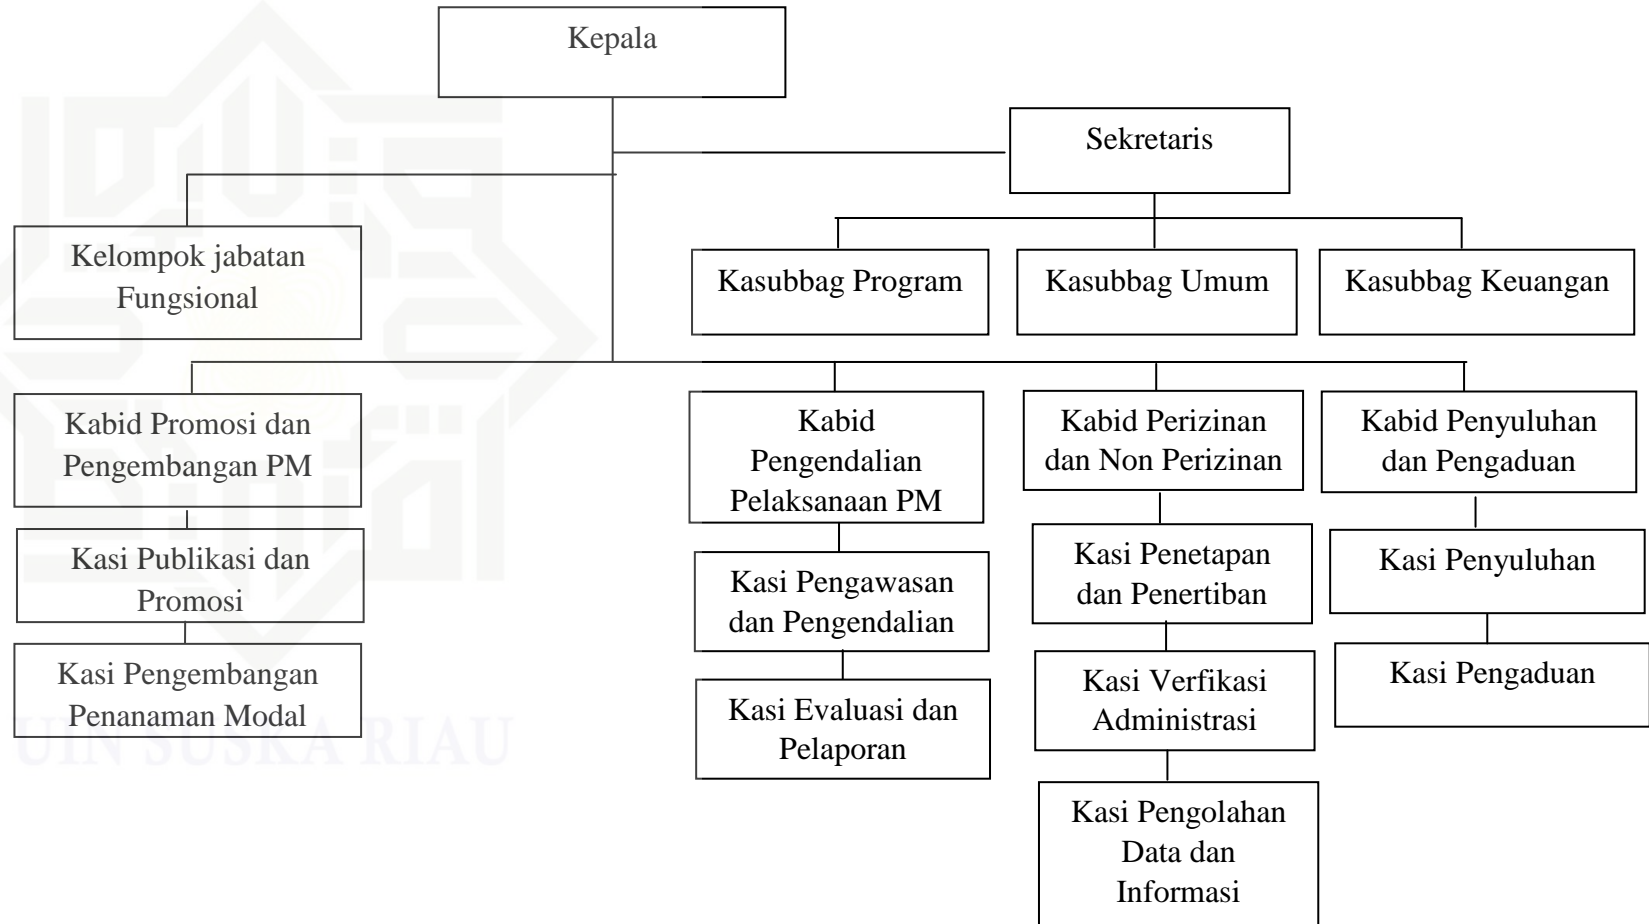 Kepala
Sekretaris
Kelompok jabatan
Fungsional
Kasubbag Program
Kasubbag Umum
Kasubbag Keuangan
Kabid Promosi dan
Pengembangan PM
Kasi Publikasi dan
Promosi
Kasi Pengembangan
Penanaman Modal
Kabid
Pengendalian
Pelaksanaan PM
Kasi Pengawasan
dan Pengendalian
Kasi Evaluasi dan
Pelaporan
Kabid Perizinan
dan Non Perizinan
Kasi Penetapan
dan Penertiban
Kasi Verfikasi
Administrasi
Kasi Pengolahan
Data dan
Informasi
Kabid Penyuluhan
dan Pengaduan
Kasi Penyuluhan
Kasi Pengaduan
UIN SUSKA RIAU